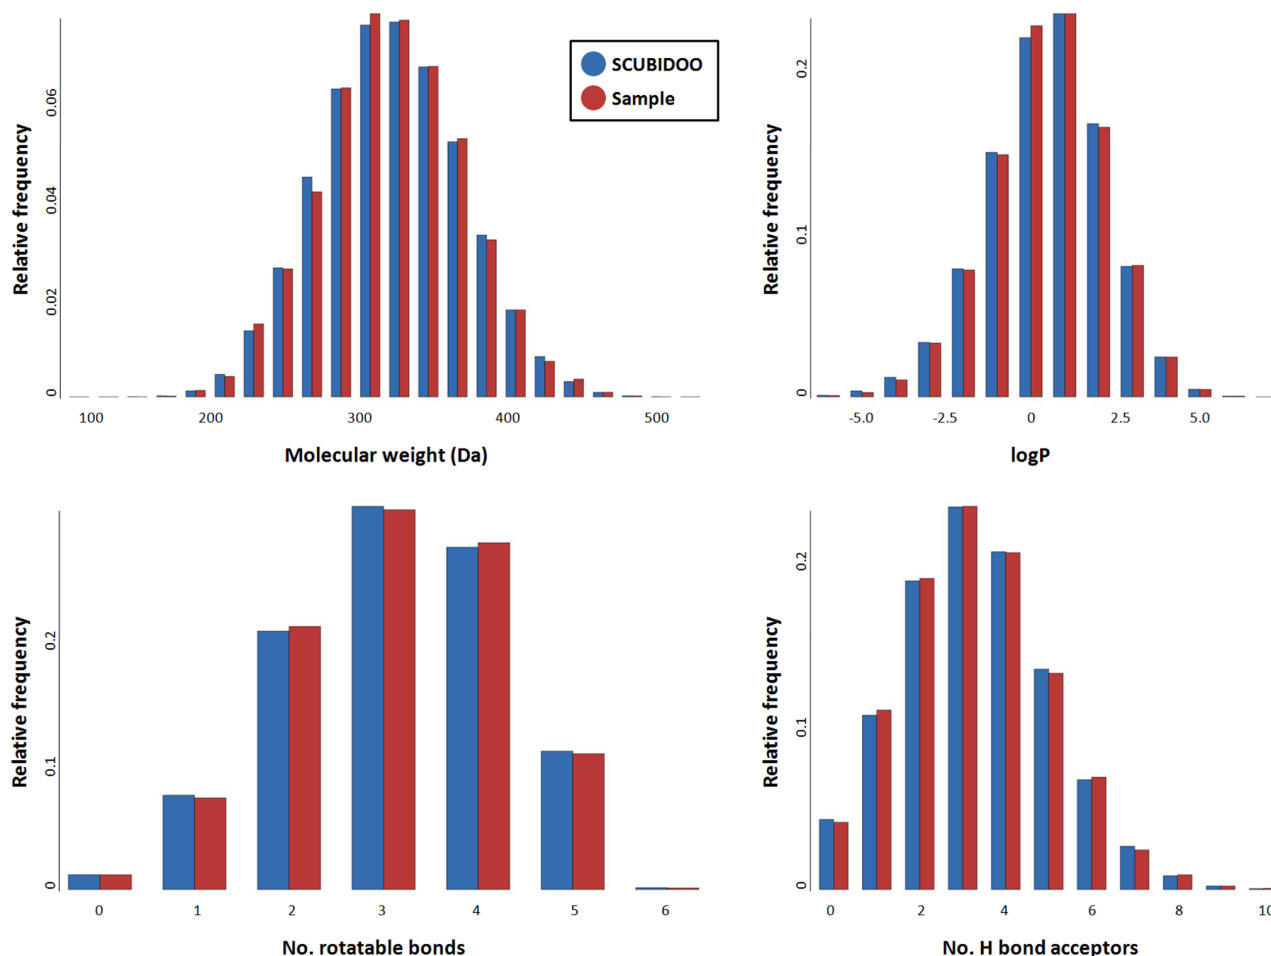 SCUBIDOO
Sample
Relative frequency
0.06
0.04
0.02
0
100 200 300 400 500
Molecular weight (Da)
Relative frequency
0.2
0.1
0
-5.0 -2.5 0 2.5 5.0
logP
Relative frequency
0.2
0.1
0
0 1 2 3 4 5 6
No. rotatable bonds
Relative frequency
0.2
0.1
0
0 2 4 6 8 10
No. H bond acceptors